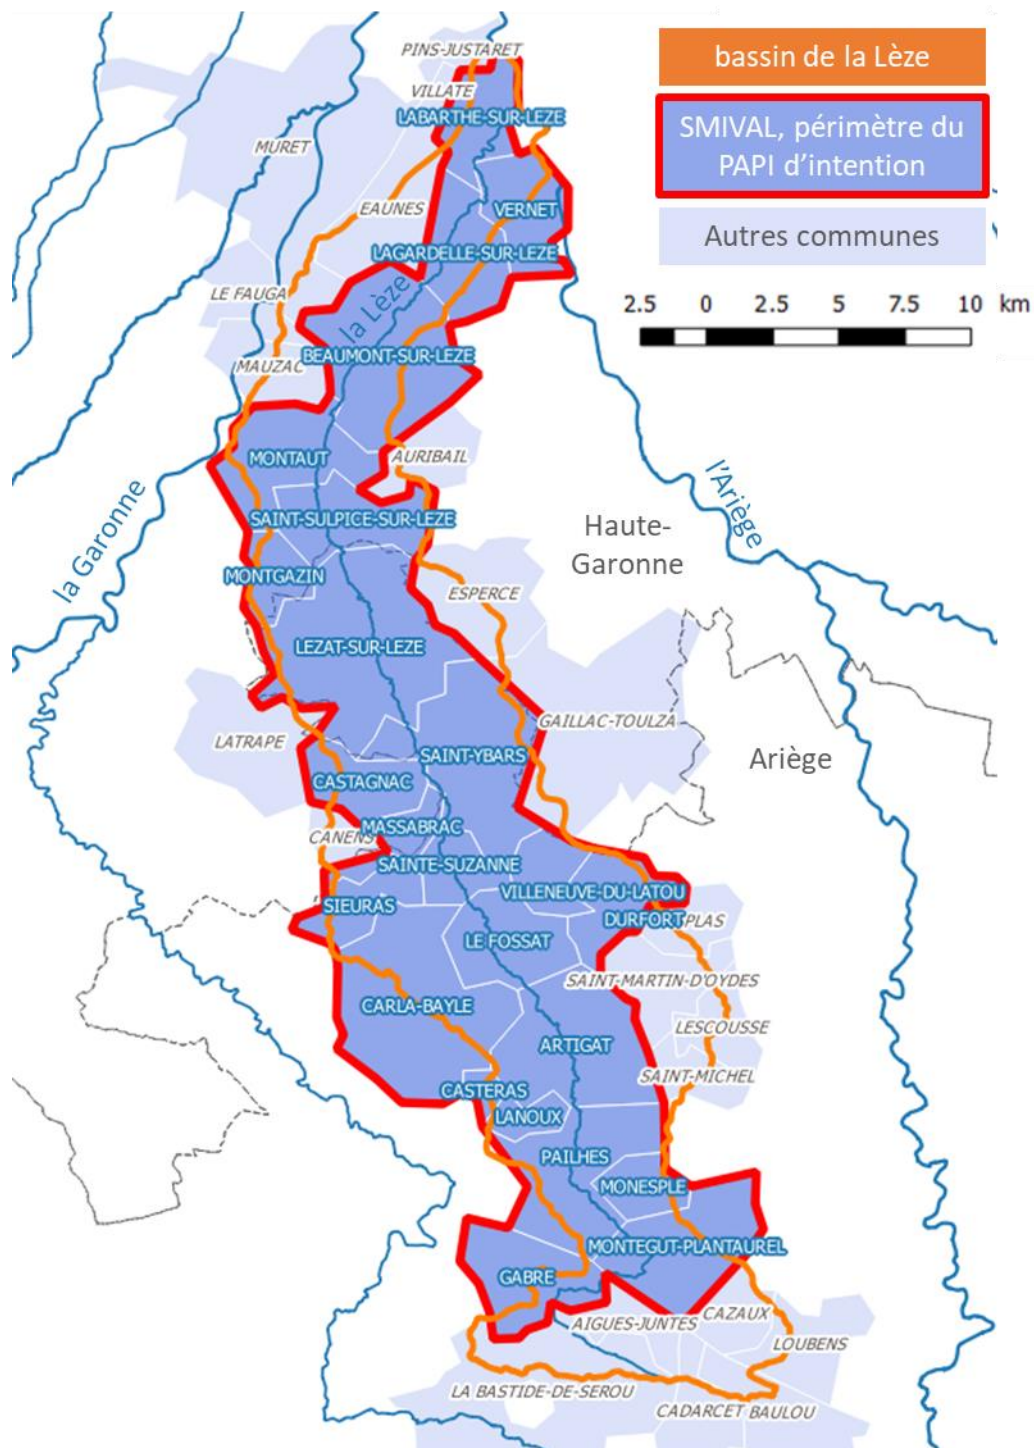 PINS-JUSTARET
bassin de la Lèze
VILLATE
SMIVAL, périmètre du
PAPI d'intention
LABARTHE-SUR-LEZE
MURET
EAUNES
VERNET
Autres communes
LAGARDELLE-SUR-LEZE
LE FAUGA
la Lèze
2.5 0 2.5 5 7.5 10 km
BEAUMONT-SUR-LEZE
MAUZAC
MONTAUT
AURIBAIL
l'Ariège
la Garonne
SAINT-SULPICE-SUR-LEZE
Haute-
Garonne
MONTGAZIN
ESPERCE
LEZAT-SUR-LEZE
GAILLAC-TOULZA
LATRAPE
SAINT-YBARS
Ariège
CASTAGNAC
MASSABRAC
CANENS
SAINTE-SUZANNE
VILLENEUVE-DU-LATOU
SIEURAS
DURFORT
PLAS
LE FOSSAT
SAINT-MARTIN-D'OYDES
CARLA-BAYLE
LESCOUSSE
ARTIGAT
SAINT-MICHEL
CASTERAS
LANOUX
PAILHES
MONESPLE
MONTEGUT-PLANTAUREL
GABRE
CAZAUX
AIGUES-JUNTES
LOUBENS
LA BASTIDE-DE-SEROU
CADARCET
BAULOU